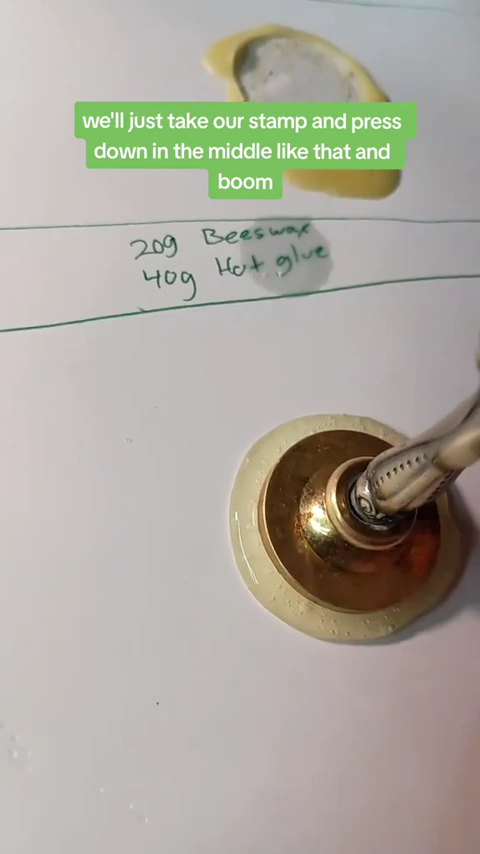 we'll just take our stamp and press
down in the middle like that and
boom
20g Beeswax
40g Hot glue